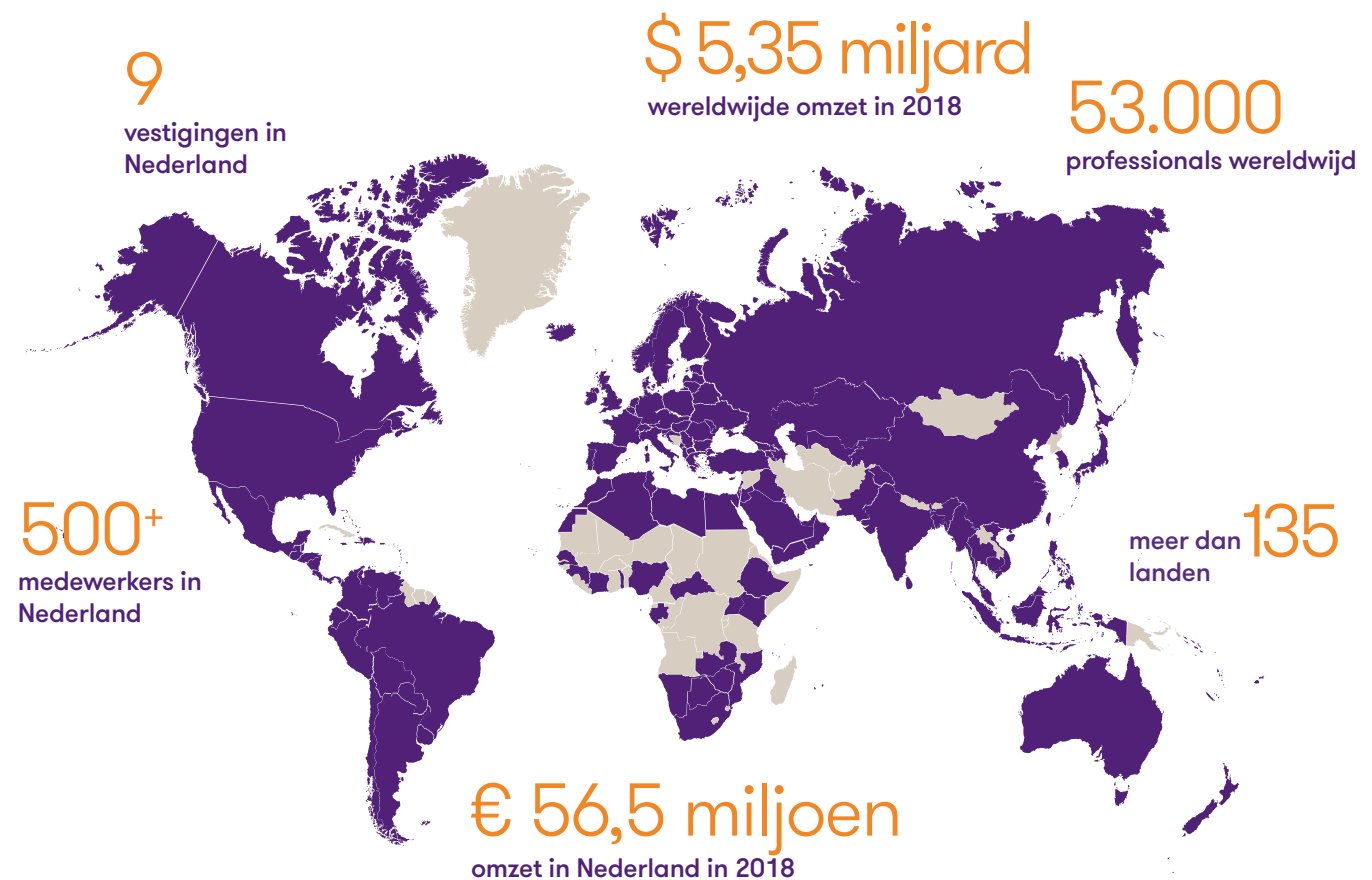 9
vestigingen in
Nederland
$ 5,35 miljard
wereldwijde omzet in 2018
53.000
professionals wereldwijd
500+
medewerkers in
Nederland
meer dan 135
landen
€ 56,5 miljoen
omzet in Nederland in 2018